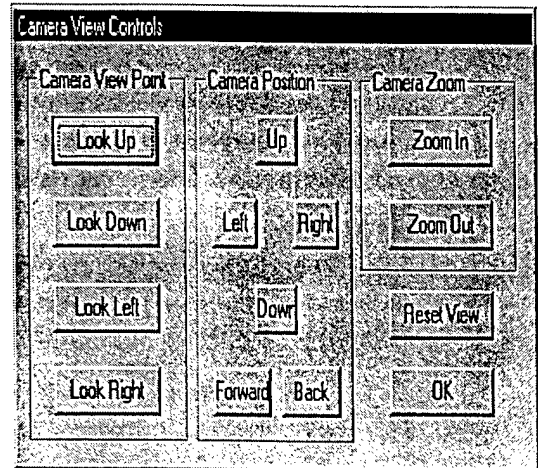 Camera View Controls
Camera View Point
Look Up
Look Down
Look Left
Look Right
Camera Position
Up
Left Right
Down
Forward Back
Camera Zoom
Zoom In
Zoom Out
Reset View
OK